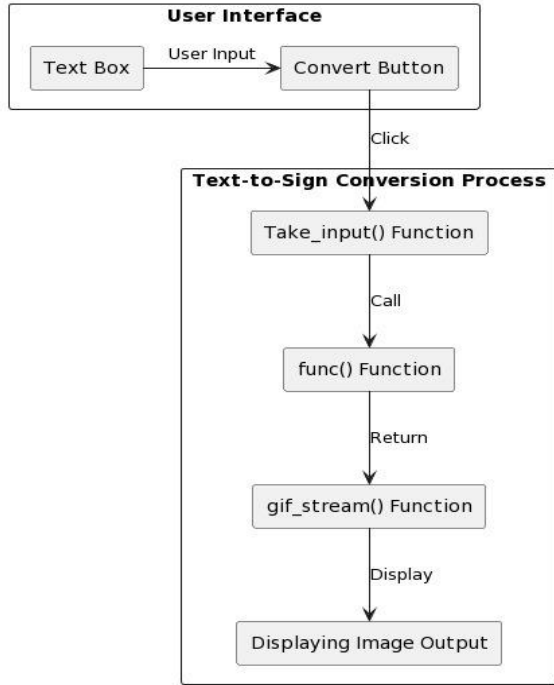 User Interface
Text Box
User Input
Convert Button
Click
Text-to-Sign Conversion Process
Take_input() Function
Call
func() Function
Return
gif_stream() Function
Display
Displaying Image Output